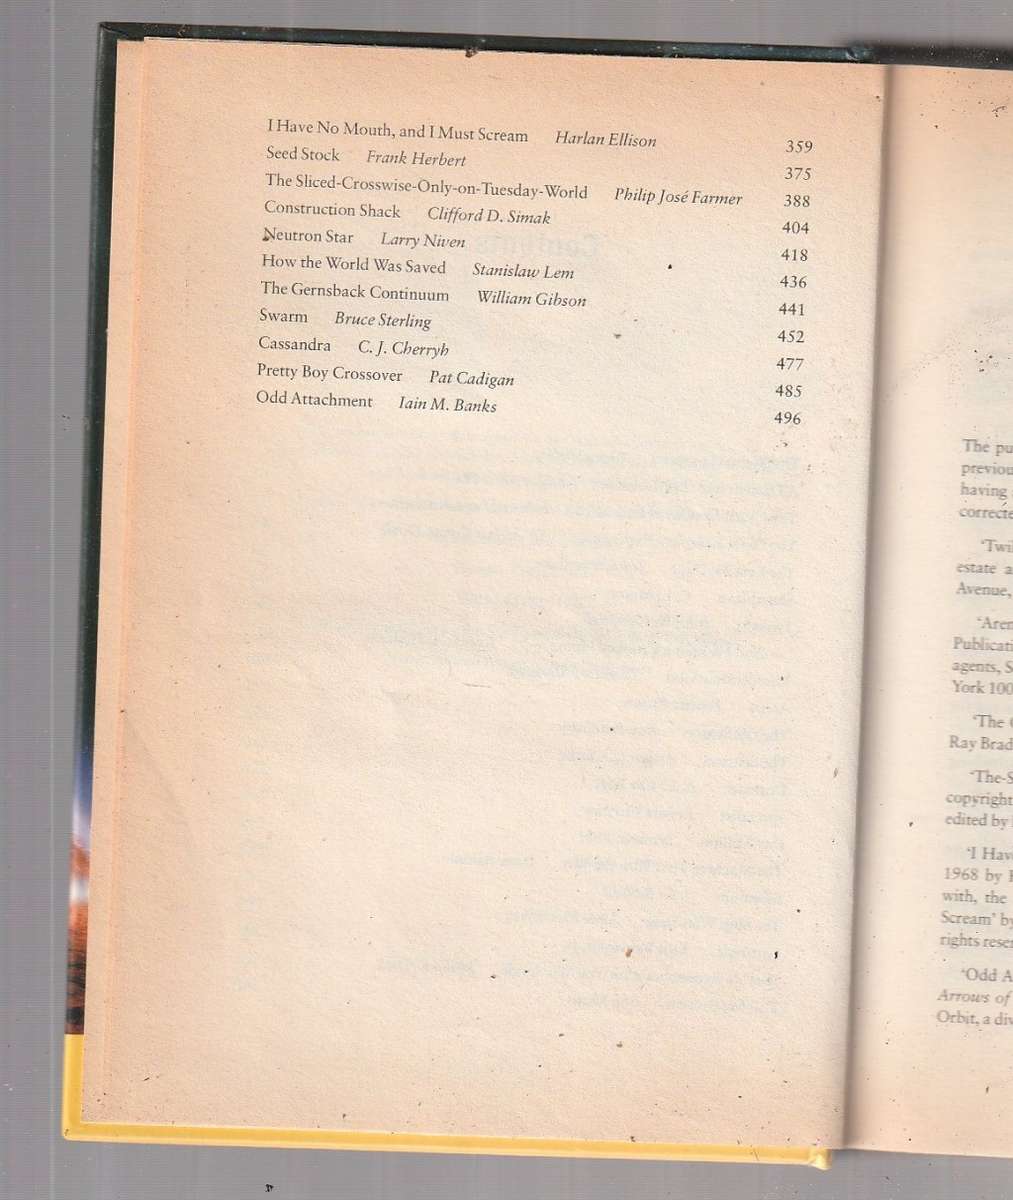 I Have No Mouth, and I Must Scream Harlan Ellison 359
Seed Stock Frank Herbert 375
The Sliced-Crosswise-Only-on-Tuesday-World Philip José Farmer 388
Construction Shack Clifford D. Simak 404
Neutron Star Larry Niven 418
How the World Was Saved Stanislaw Lem 436
The Gernsback Continuum William Gibson 441
Swarm Bruce Sterling 452
Cassandra C. J. Cherryh 477
Pretty Boy Crossover Pat Cadigan 485
Odd Attachment Iain M. Banks 496
The pu
previou
having
correcte
'Twi
estate a
Avenue,
'Aren
Publicati
agents, S
York 100
'The
Ray Brad
'The-S
copyright
edited by
'I Hav
1968 by
with, the
Scream' by
rights reser
'Odd A
Arrows of
Orbit, a div